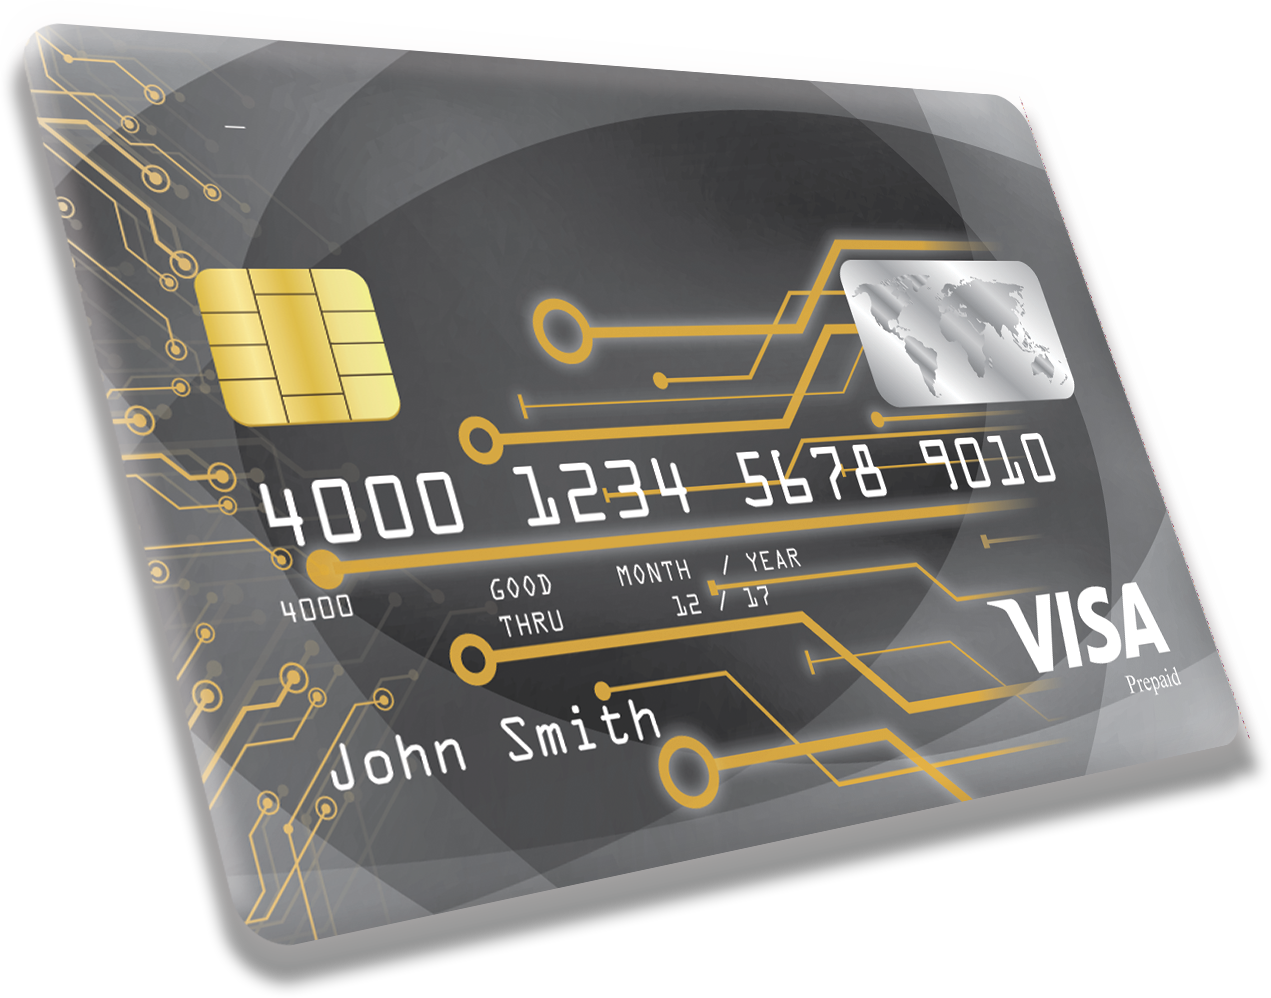 4000 1234 5678 9010
4000
GOOD THRU
MONTH / YEAR
12 / 17
VISA
Prepaid
John Smith